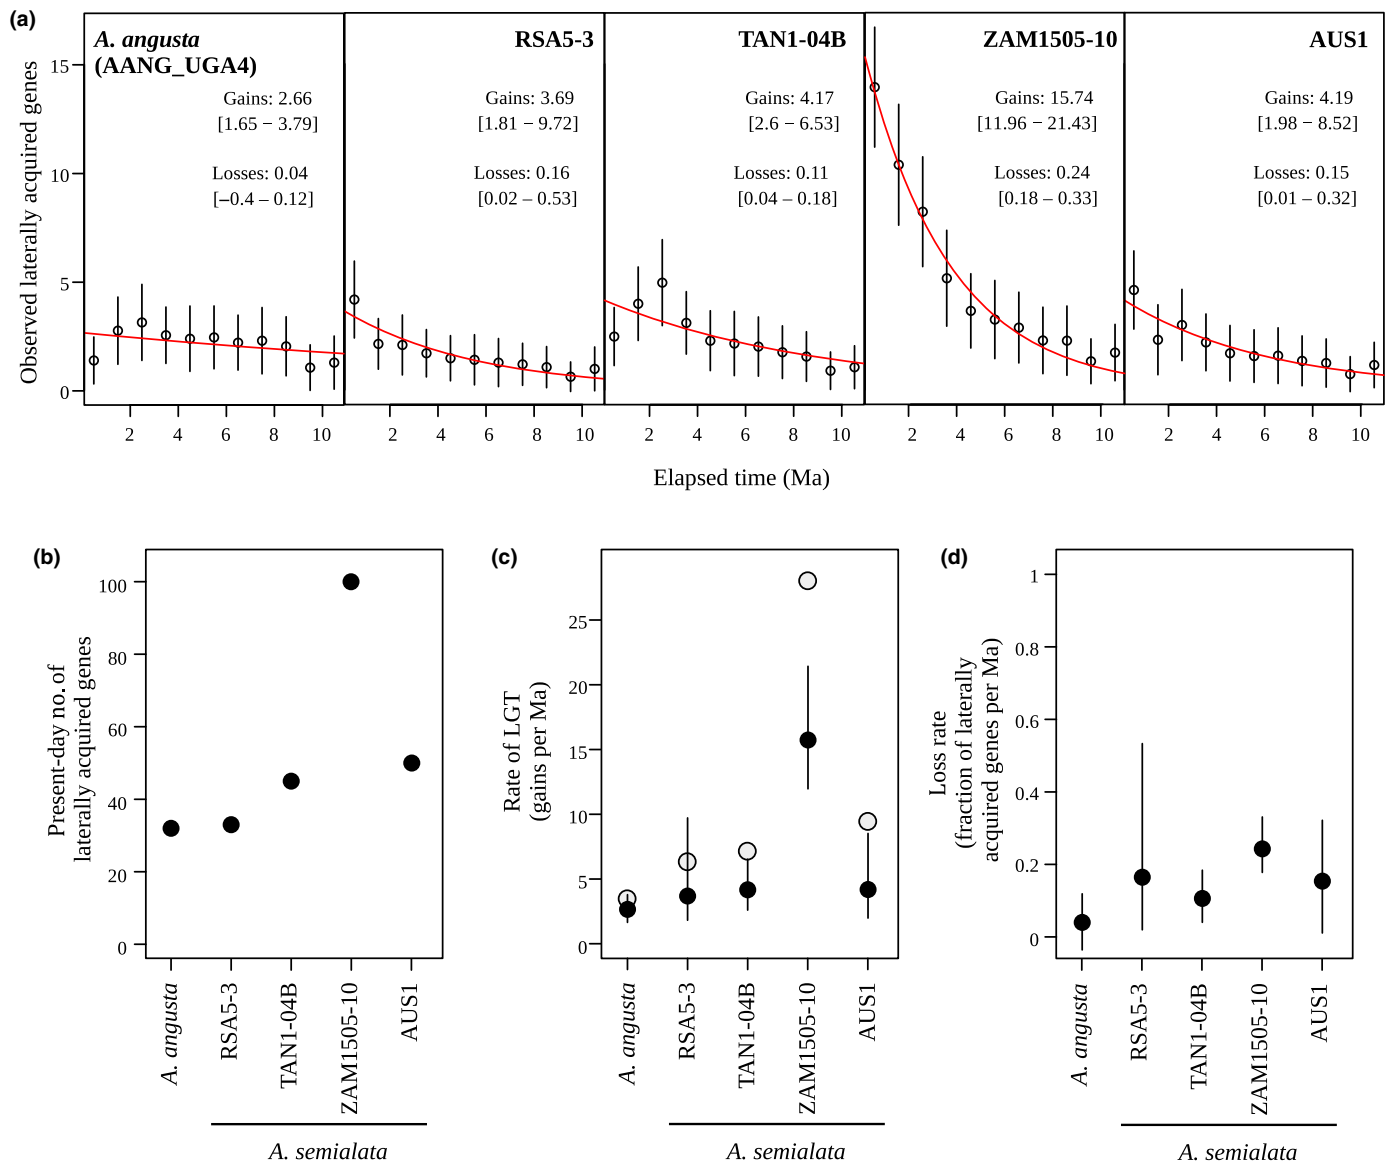 (a)
Observed laterally acquired genes
15
10
5
0
A. angusta
(AANG_UGA4)
Gains: 2.66
[1.65 − 3.79]
Losses: 0.04
[−0.4 – 0.12]
RSA5-3
Gains: 3.69
[1.81 − 9.72]
Losses: 0.16
[0.02 – 0.53]
TAN1-04B
Gains: 4.17
[2.6 − 6.53]
Losses: 0.11
[0.04 – 0.18]
ZAM1505-10
Gains: 15.74
[11.96 − 21.43]
Losses: 0.24
[0.18 – 0.33]
AUS1
Gains: 4.19
[1.98 – 8.52]
Losses: 0.15
[0.01 – 0.32]
2 4 6 8 10 2 4 6 8 10 2 4 6 8 10 2 4 6 8 10 2 4 6 8 10
Elapsed time (Ma)
(b)
Present-day no. of
laterally acquired genes
100
80
60
40
20
0
A. angusta
RSA5-3
TAN1-04B
ZAM1505-10
AUS1
A. semialata
(c)
Rate of LGT
(gains per Ma)
25
20
15
10
5
0
A. angusta
RSA5-3
TAN1-04B
ZAM1505-10
AUS1
A. semialata
(d)
Loss rate
(fraction of laterally
acquired genes per Ma)
1
0.8
0.6
0.4
0.2
0
A. angusta
RSA5-3
TAN1-04B
ZAM1505-10
AUS1
A. semialata